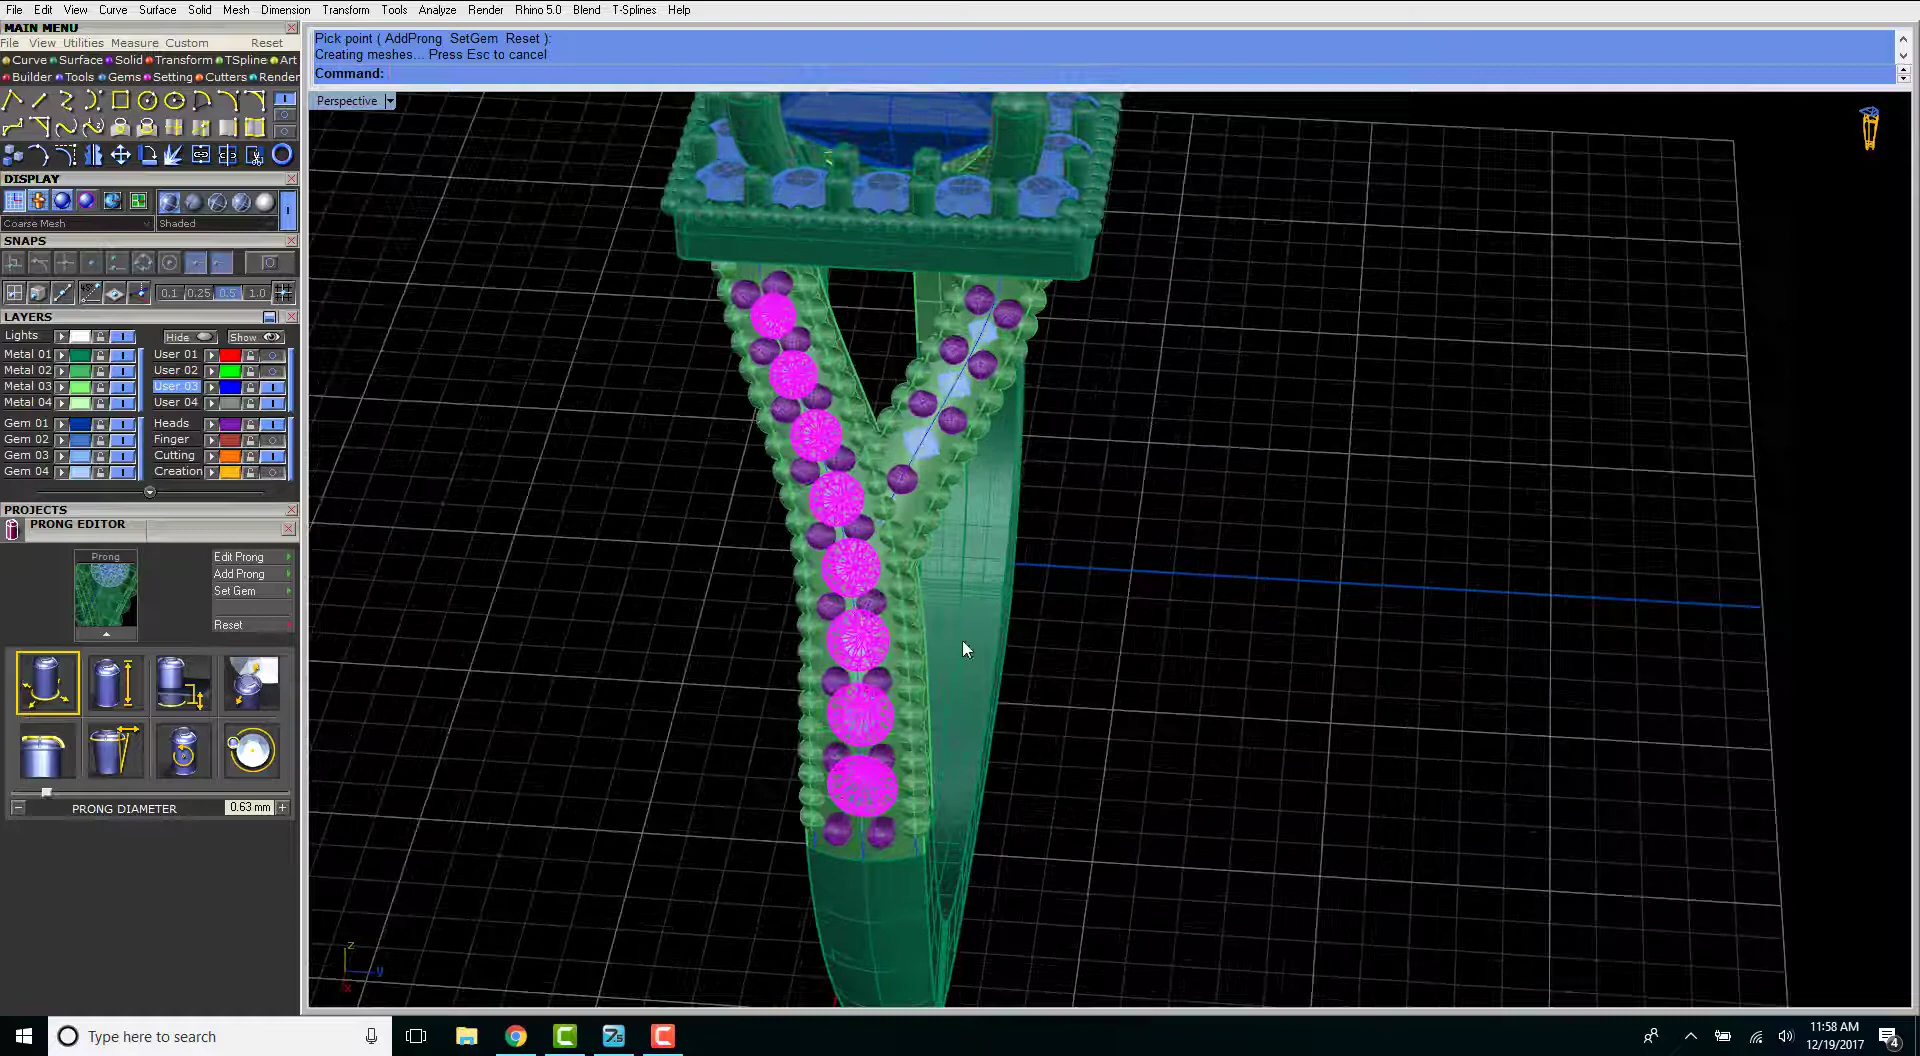 File Edit View Curve Surface Solid Mesh Dimension Transform Tools Analyze Render Rhino 5.0 Blend T-Splines Help
MAIN MENU
File View Utilities Measure Custom Reset
Curve Surface Solid Transform TSpline Art
Builder Tools Gems Setting Cutters Render
DISPLAY
Coarse Mesh Shaded
SNAPS
0.1 0.25 0.5 1.0
LAYERS
Lights Hide Show
Metal 01 User 01
Metal 02 User 02
Metal 03 User 03
Metal 04 User 04
Gem 01 Heads
Gem 02 Finger
Gem 03 Cutting
Gem 04 Creation
PROJECTS
PRONG EDITOR
Prong
Edit Prong
Add Prong
Set Gem
Reset
PRONG DIAMETER 0.63 mm
Pick point ( AddProng SetGem Reset ):
Creating meshes... Press Esc to cancel
Command:
Perspective
z
y
x
Type here to search
11:58 AM
12/19/2017
4